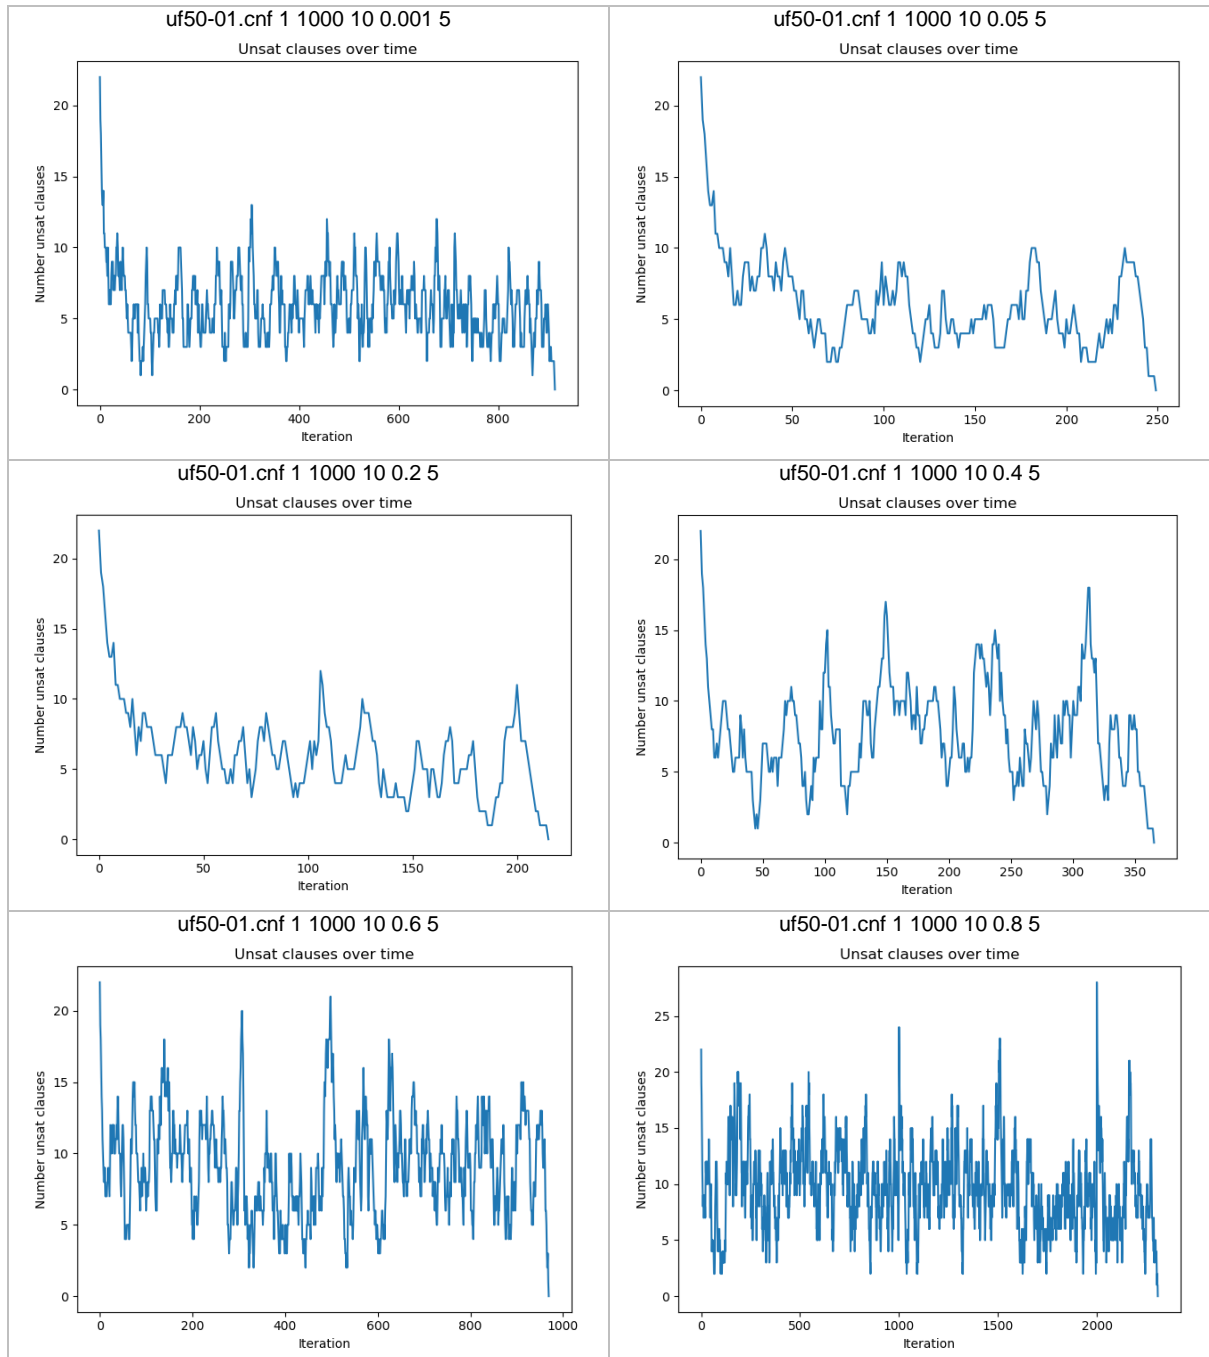 uf50-01.cnf 1 1000 10 0.001 5
Unsat clauses over time
Number unsat clauses
20
15
10
5
0
0 200 400 600 800
Iteration
uf50-01.cnf 1 1000 10 0.05 5
Unsat clauses over time
Number unsat clauses
20
15
10
5
0
0 50 100 150 200 250
Iteration
uf50-01.cnf 1 1000 10 0.2 5
Unsat clauses over time
Number unsat clauses
20
15
10
5
0
0 50 100 150 200
Iteration
uf50-01.cnf 1 1000 10 0.4 5
Unsat clauses over time
Number unsat clauses
20
15
10
5
0
0 50 100 150 200 250 300 350
Iteration
uf50-01.cnf 1 1000 10 0.6 5
Unsat clauses over time
Number unsat clauses
20
15
10
5
0
0 200 400 600 800 1000
Iteration
uf50-01.cnf 1 1000 10 0.8 5
Unsat clauses over time
Number unsat clauses
25
20
15
10
5
0
0 500 1000 1500 2000
Iteration